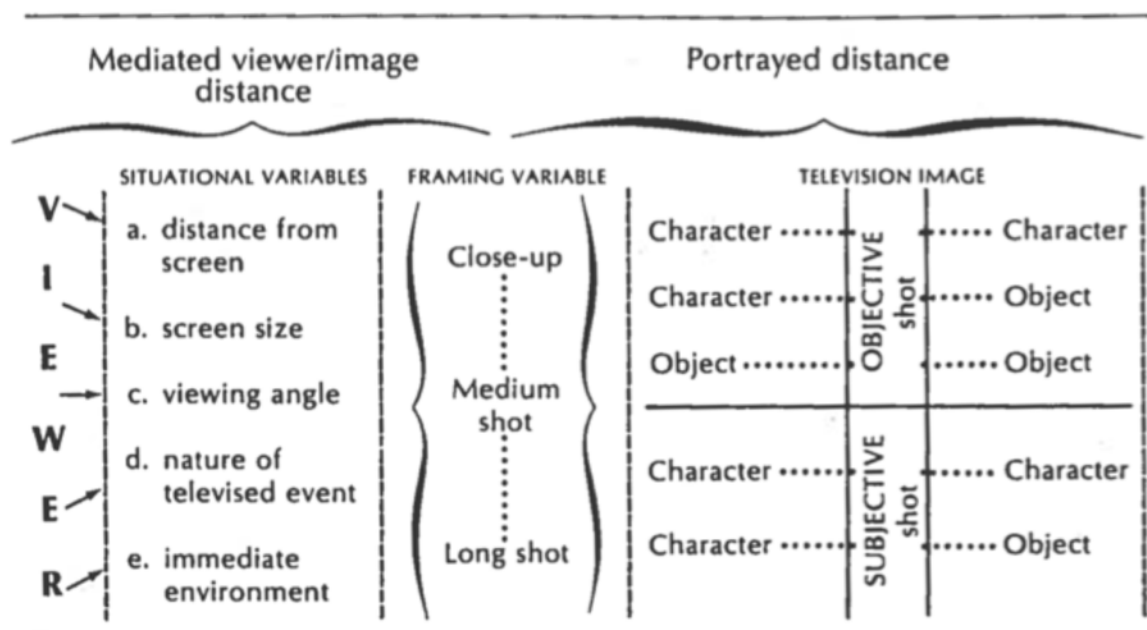 Mediated viewer/image
distance
Portrayed distance
SITUATIONAL VARIABLES
FRAMING VARIABLE
TELEVISION IMAGE
V
I
E
W
E
R
a. distance from
screen
b. screen size
c. viewing angle
d. nature of
televised event
e. immediate
environment
Close-up
Medium
shot
Long shot
Character
OBJECTIVE
shot
Character
Character
Object
Object
Object
Character
SUBJECTIVE
shot
Character
Character
Object